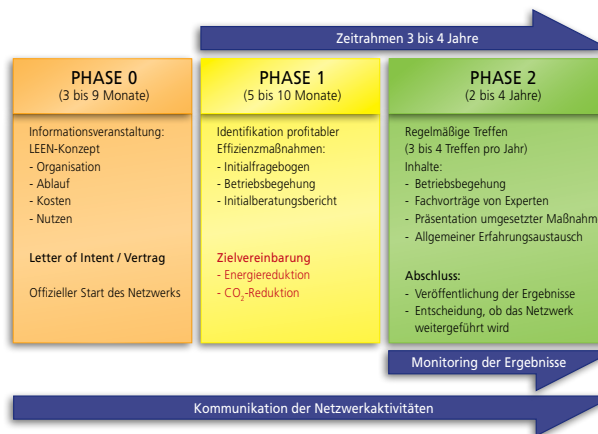 Zeitrahmen 3 bis 4 Jahre
PHASE 0
(3 bis 9 Monate)
Informationsveranstaltung:
LEEN-Konzept
- Organisation
- Ablauf
- Kosten
- Nutzen
Letter of Intent / Vertrag
Offizieller Start des Netzwerks
PHASE 1
(5 bis 10 Monate)
Identifikation profitabler
Effizienzmaßnahmen:
- Initialfragebogen
- Betriebsbegehung
- Initialberatungsbericht
Zielvereinbarung
- Energiereduktion
- CO₂-Reduktion
PHASE 2
(2 bis 4 Jahre)
Regelmäßige Treffen
(3 bis 4 Treffen pro Jahr)
Inhalte:
- Betriebsbegehung
- Fachvorträge von Experten
- Präsentation umgesetzter Maßnahm
- Allgemeiner Erfahrungsaustausch
Abschluss:
- Veröffentlichung der Ergebnisse
- Entscheidung, ob das Netzwerk
weitergeführt wird
Monitoring der Ergebnisse
Kommunikation der Netzwerkaktivitäten